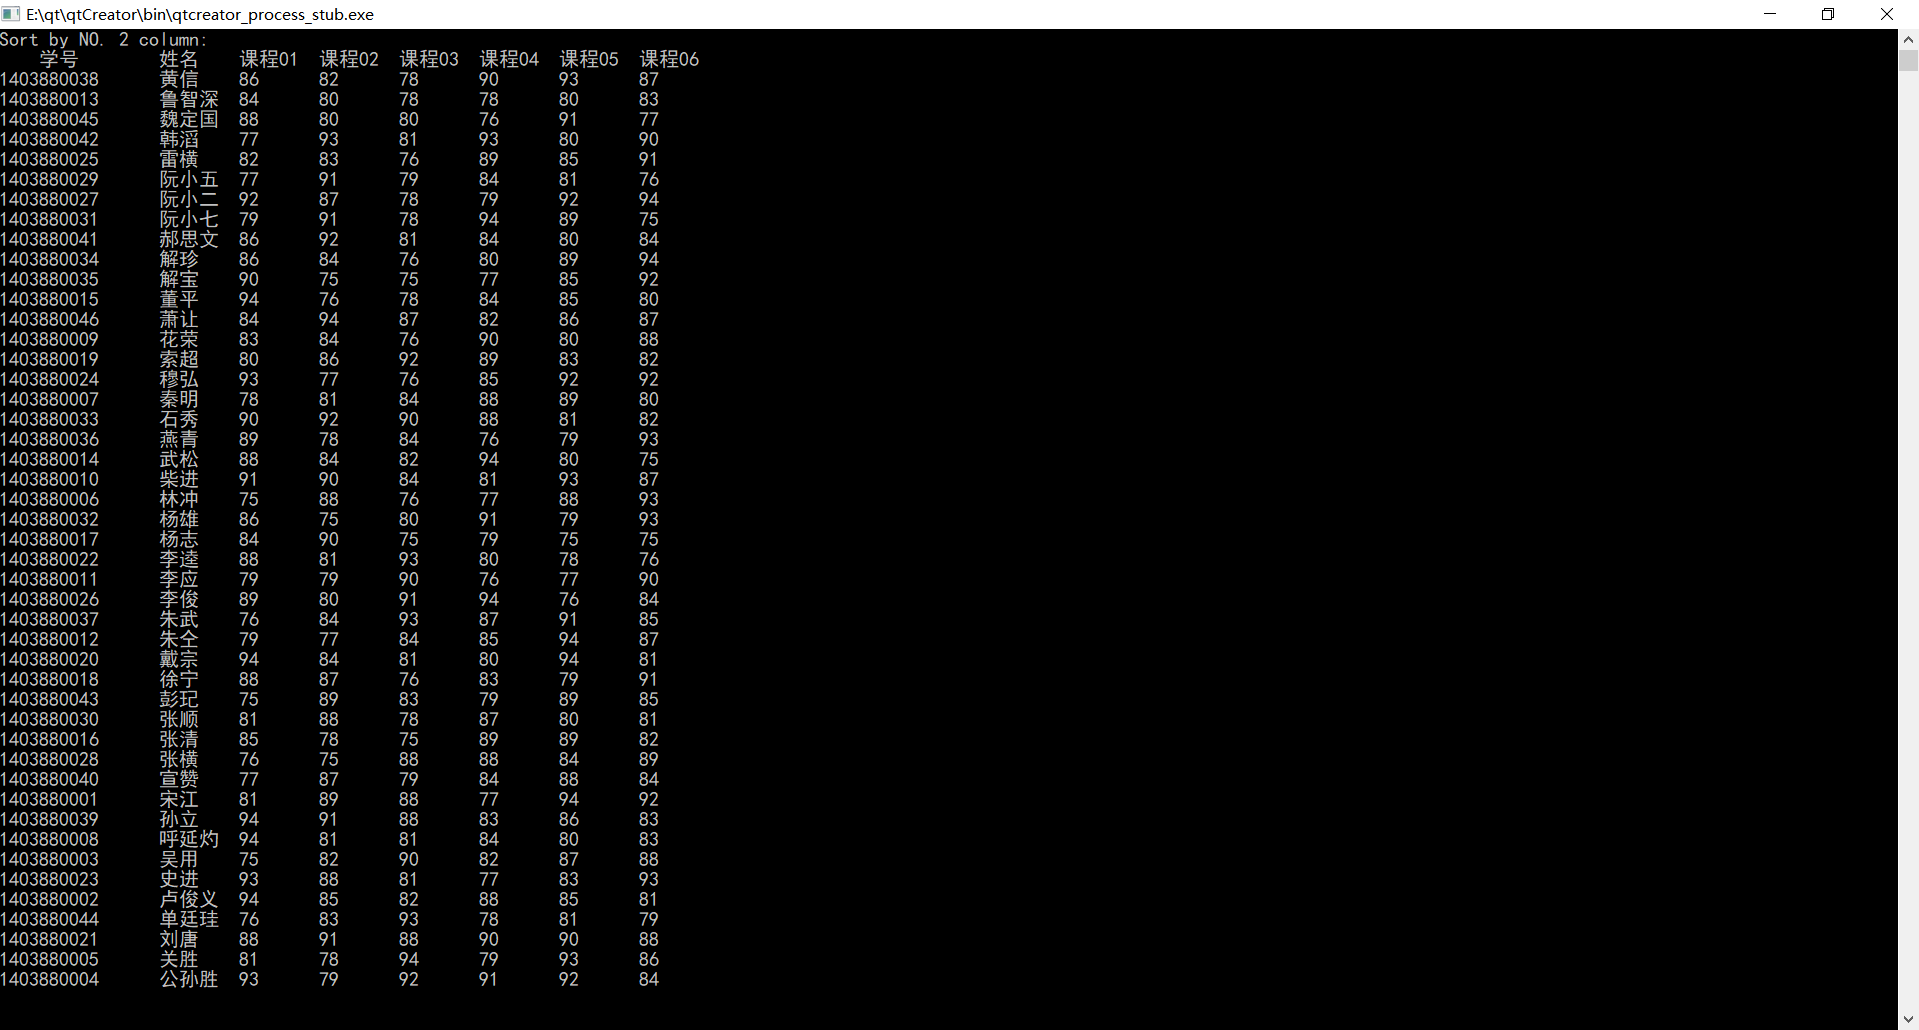 E:\qt\qtCreator\bin\qtcreator_process_stub.exe
Sort by NO. 2 column:
学号 姓名 课程01 课程02 课程03 课程04 课程05 课程06
1403880038 黄信 86 82 78 90 93 87
1403880013 鲁智深 84 80 78 78 80 83
1403880045 魏定国 88 80 80 76 91 77
1403880042 韩滔 77 93 81 93 80 90
1403880025 雷横 82 83 76 89 85 91
1403880029 阮小五 77 91 79 84 81 76
1403880027 阮小二 92 87 78 79 92 94
1403880031 阮小七 79 91 78 94 89 75
1403880041 郝思文 86 92 81 84 80 84
1403880034 解珍 86 84 76 80 89 94
1403880035 解宝 90 75 75 77 85 92
1403880015 董平 94 76 78 84 85 80
1403880046 萧让 84 94 87 82 86 87
1403880009 花荣 83 84 76 90 80 88
1403880019 索超 80 86 92 89 83 82
1403880024 穆弘 93 77 76 85 92 92
1403880007 秦明 78 81 84 88 89 80
1403880033 石秀 90 92 90 88 81 82
1403880036 燕青 89 78 84 76 79 93
1403880014 武松 88 84 82 94 80 75
1403880010 柴进 91 90 84 81 93 87
1403880006 林冲 75 88 76 77 88 93
1403880032 杨雄 86 75 80 91 79 93
1403880017 杨志 84 90 75 79 75 75
1403880022 李逵 88 81 93 80 78 76
1403880011 李应 79 79 90 76 77 90
1403880026 李俊 89 80 91 94 76 84
1403880037 朱武 76 84 93 87 91 85
1403880012 朱仝 79 77 84 85 94 87
1403880020 戴宗 94 84 81 80 94 81
1403880018 徐宁 88 87 76 83 79 91
1403880043 彭玘 75 89 83 79 89 85
1403880030 张顺 81 88 78 87 80 81
1403880016 张清 85 78 75 89 89 82
1403880028 张横 76 75 88 88 84 89
1403880040 宣赞 77 87 79 84 88 84
1403880001 宋江 81 89 88 77 94 92
1403880039 孙立 94 91 88 83 86 83
1403880008 呼延灼 94 81 81 84 80 83
1403880003 吴用 75 82 90 82 87 88
1403880023 史进 93 88 81 77 83 93
1403880002 卢俊义 94 85 82 88 85 81
1403880044 单廷珪 76 83 93 78 81 79
1403880021 刘唐 88 91 88 90 90 88
1403880005 关胜 81 78 94 79 93 86
1403880004 公孙胜 93 79 92 91 92 84